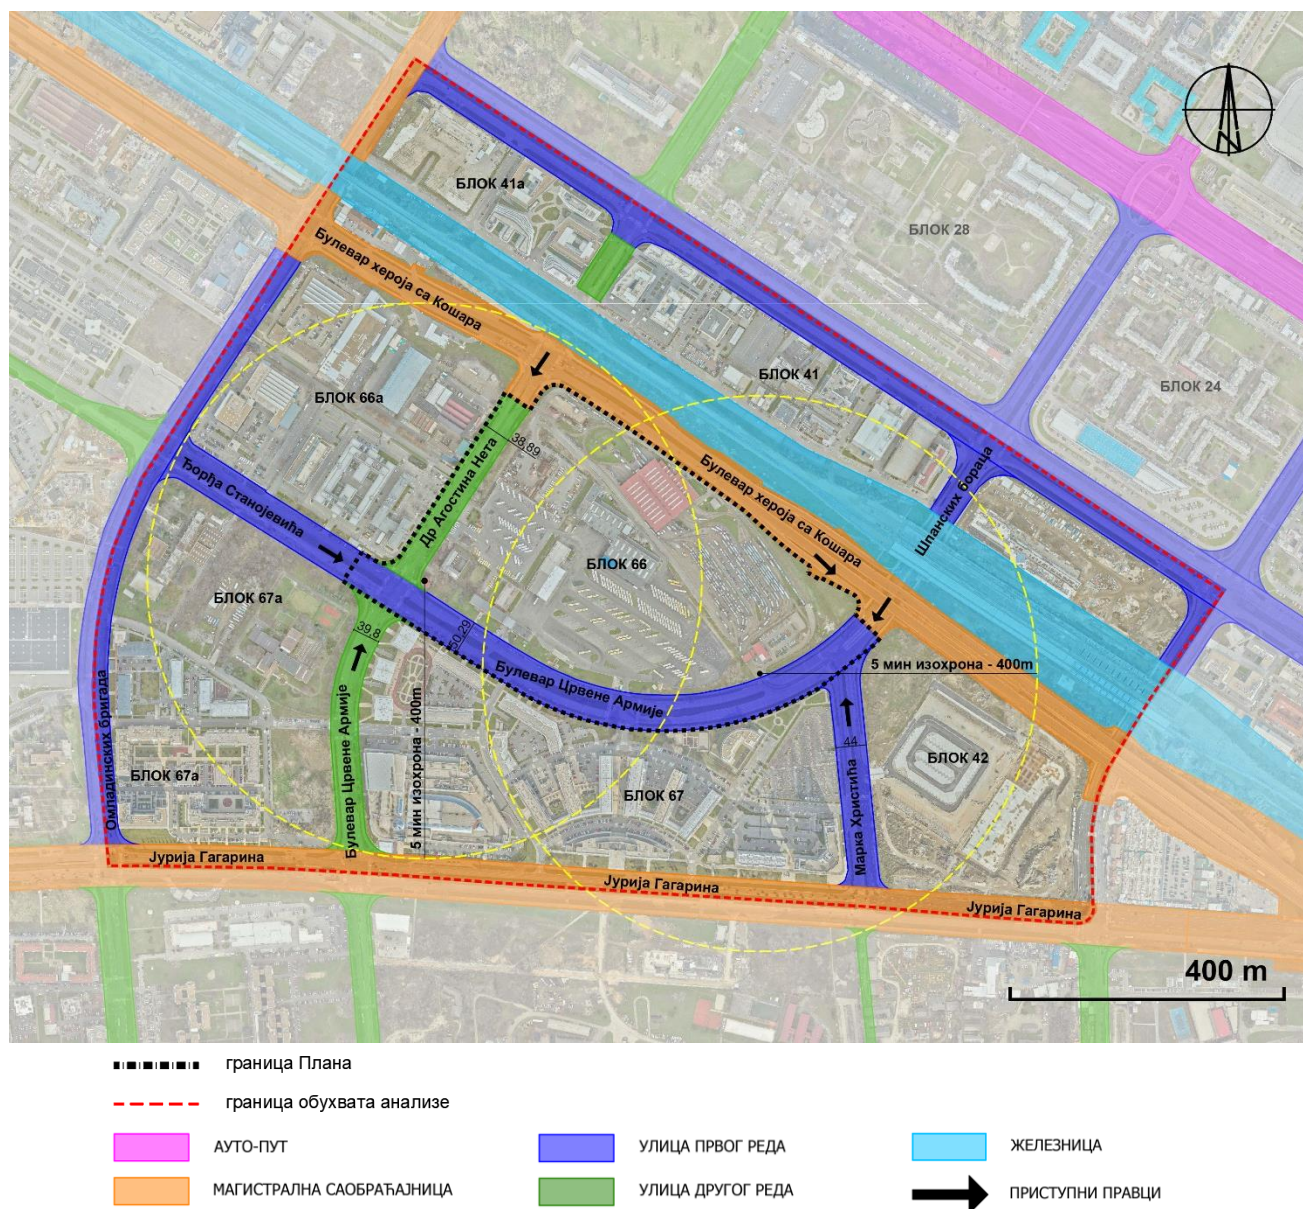 N
БЛОК 41а
БЛОК 28
Булевар хероја са Кошара
БЛОК 41
БЛОК 24
БЛОК 66а
38,89
Др Агостина Нета
Булевар хероја са Кошара
Шпанских бораца
Ђорђа Станојевића
БЛОК 66
БЛОК 67а
39,8
50,29
5 мин изохрона - 400m
Булевар Црвене Армије
Омладинских бригада
Булевар Црвене Армије
5 мин изохрона - 400m
44
БЛОК 42
БЛОК 67а
БЛОК 67
Марка Христића
Јурија Гагарина
Јурија Гагарина
Јурија Гагарина
400 m
граница Плана
граница обухвата анализе
АУТО-ПУТ
УЛИЦА ПРВОГ РЕДА
ЖЕЛЕЗНИЦА
МАГИСТРАЛНА САОБРАЋАЈНИЦА
УЛИЦА ДРУГОГ РЕДА
ПРИСТУПНИ ПРАВЦИ